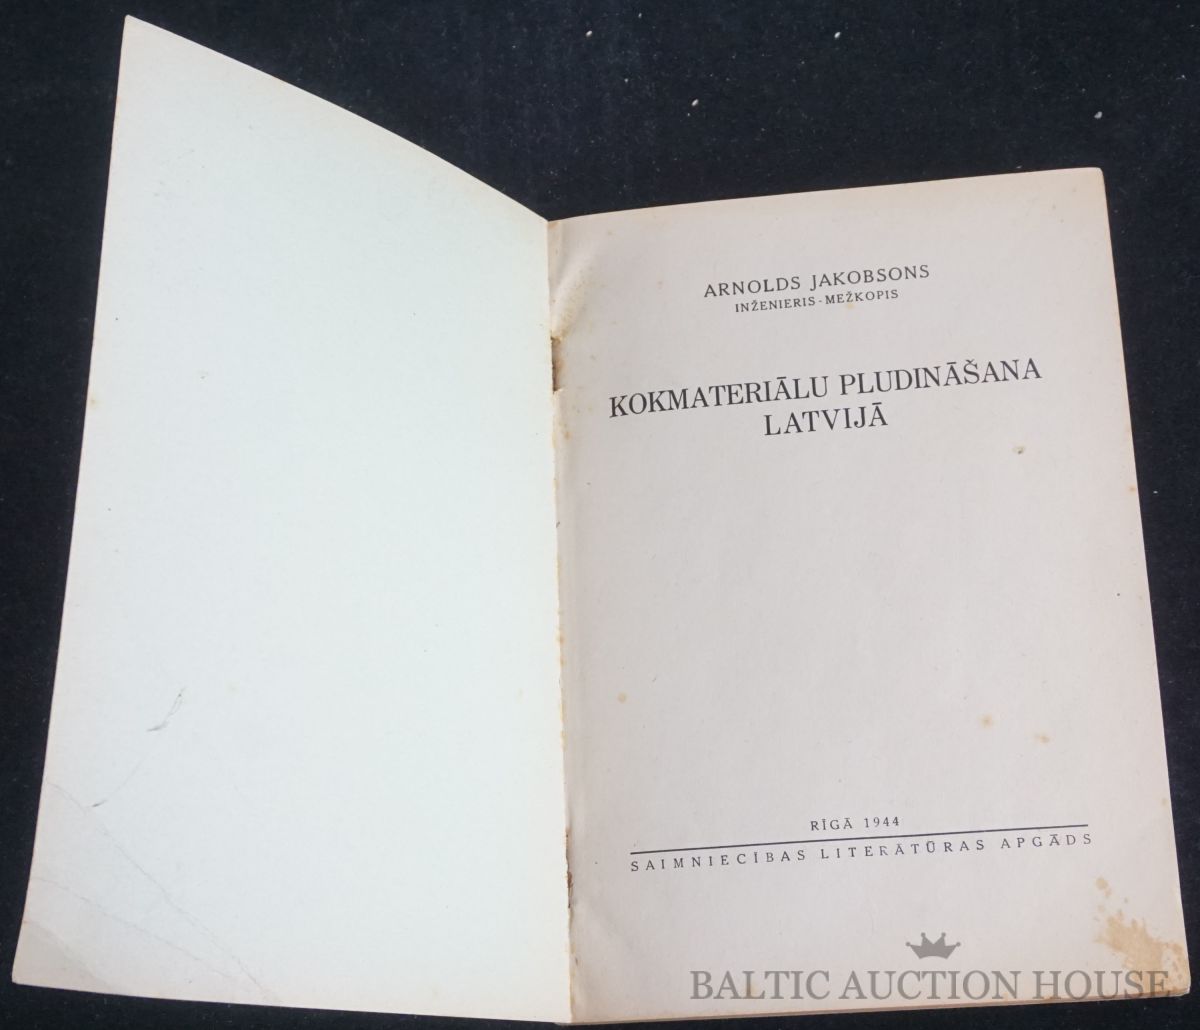 ARNOLDS JAKOBSONS
INŽENIERIS-MEŽKOPIS
KOKMATERIĀLU PLUDINĀŠANA
LATVIJĀ
RĪGĀ 1944
SAIMNIECĪBAS LITERĀTŪRAS APGĀDS
BALTIC AUCTION HOUSE